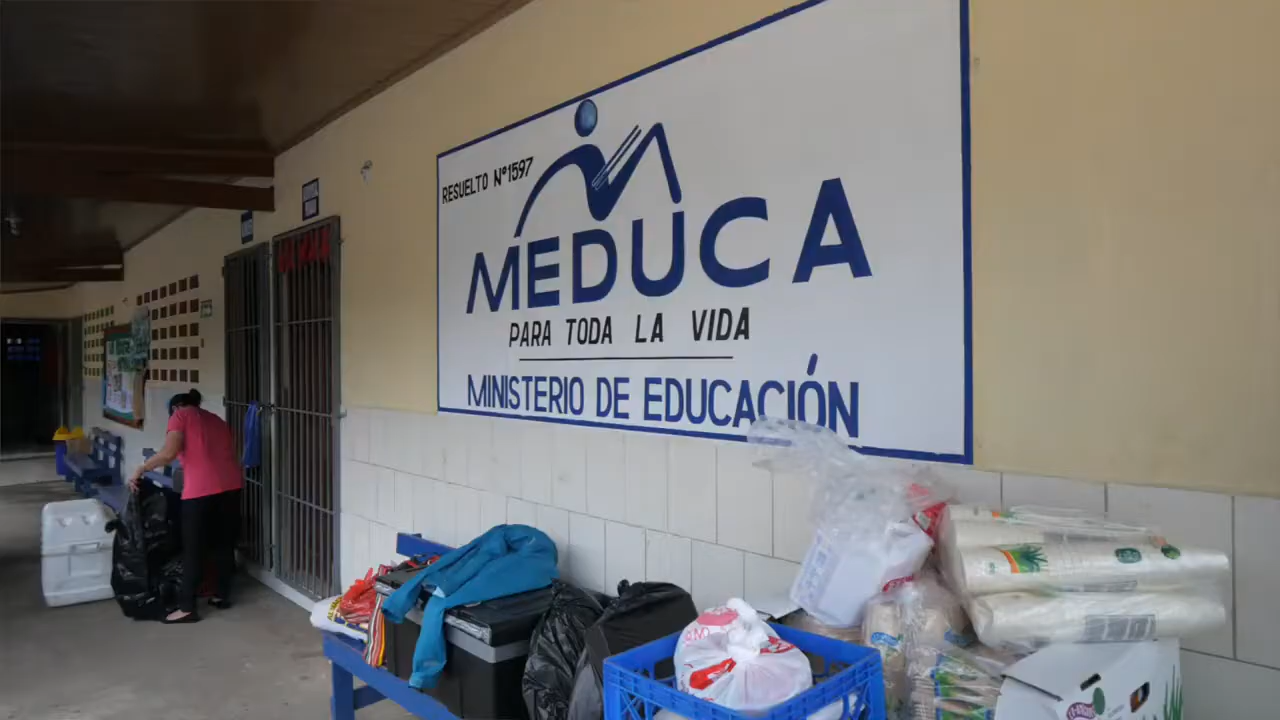 RESUELTO N°1597
MEDUCA
PARA TODA LA VIDA
MINISTERIO DE EDUCACIÓN